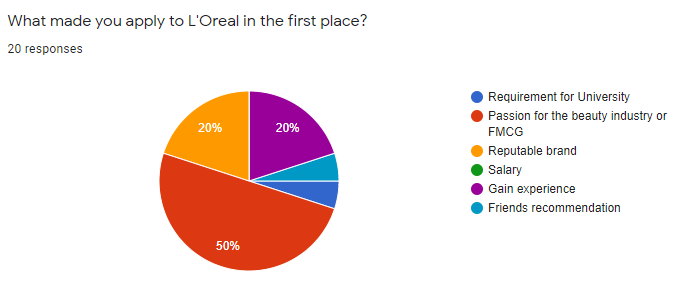 What made you apply to L'Oreal in the first place?
20 responses
20%
20%
50%
Requirement for University
Passion for the beauty industry or
FMCG
Reputable brand
Salary
Gain experience
Friends recommendation